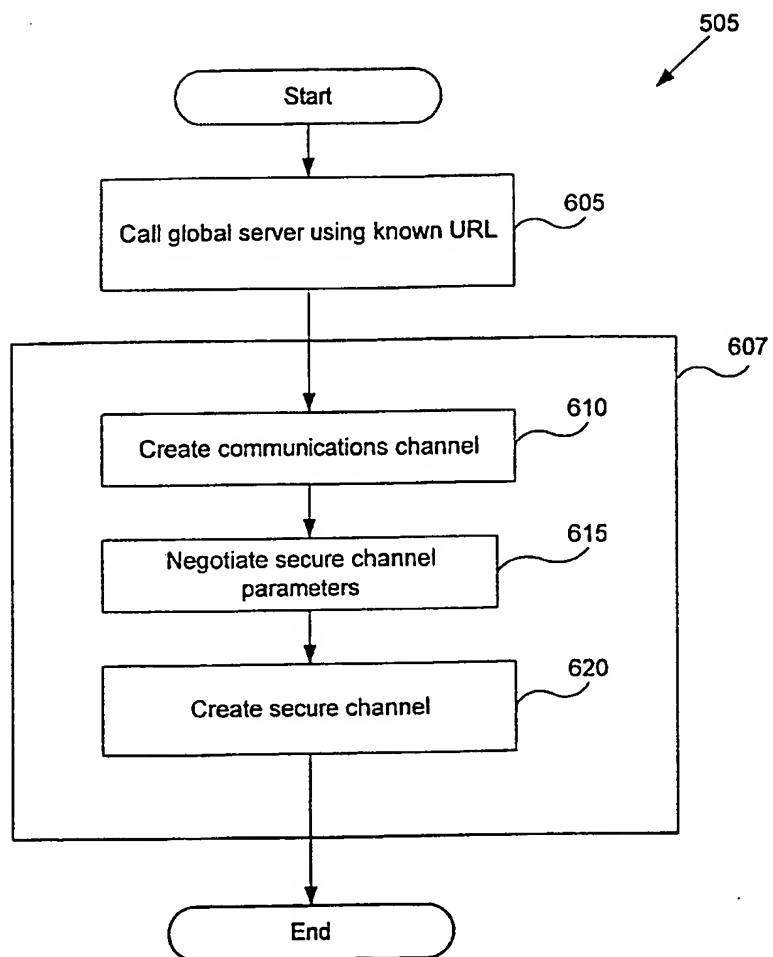 505
Start
Call global server using known URL
605
607
Create communications channel
610
Negotiate secure channel
parameters
615
Create secure channel
620
End